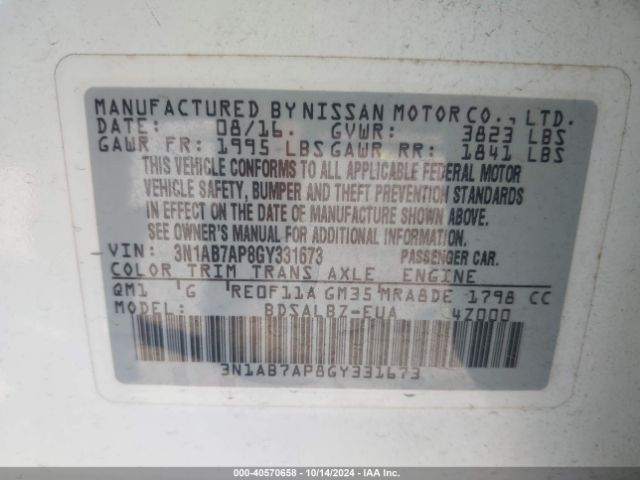 MANUFACTURED BY NISSAN MOTOR CO., LTD.
DATE: 08/16. GVWR: 3823 LBS
GAWR FR: 1995 LBS GAWR RR: 1841 LBS
THIS VEHICLE CONFORMS TO ALL APPLICABLE FEDERAL MOTOR
VEHICLE SAFETY, BUMPER AND THEFT PREVENTION STANDARDS
IN EFFECT ON THE DATE OF MANUFACTURE SHOWN ABOVE.
SEE OWNER'S MANUAL FOR ADDITIONAL INFORMATION.
VIN: 3N1AB7AP8GY331673 PASSENGER CAR.
COLOR TRIM TRANS AXLE ENGINE
QM1 G RE0F11A GM35 MRA8DE 1798 CC
MODEL: BDSALBZ-EUA 4Z000
3N1AB7AP8GY331673
000-40570658 | 10/14/2024 | IAA Inc.